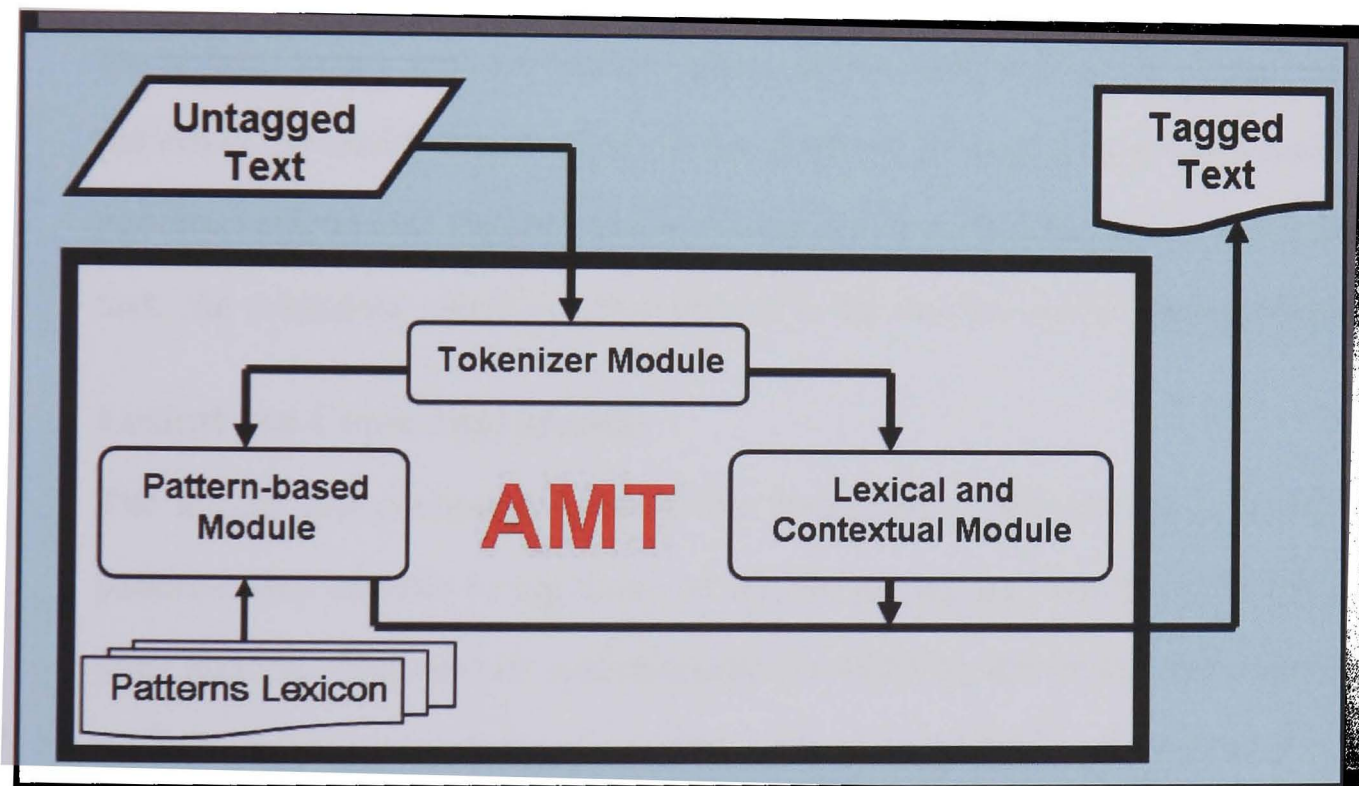 Untagged
Text
Tagged
Text
Tokenizer Module
Pattern-based
Module
AMT
Lexical and
Contextual Module
Patterns Lexicon